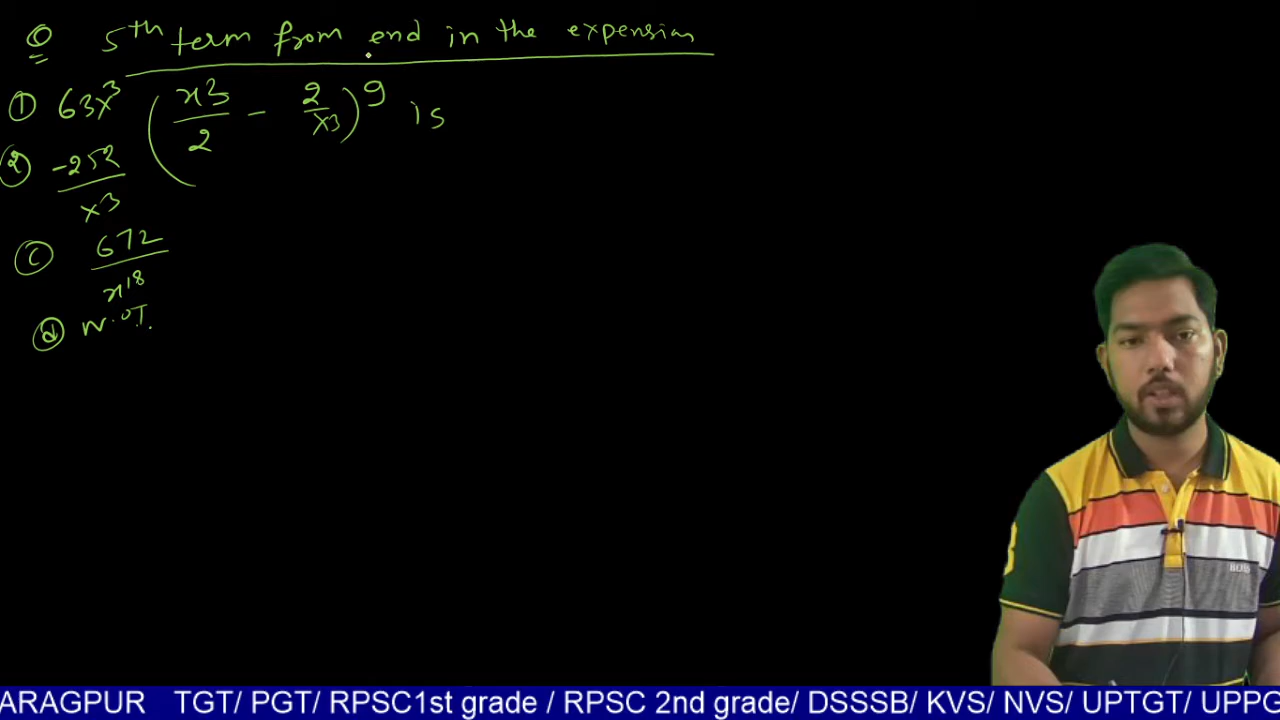 Q 5th term from end in the expension
(x3/2 - 2/x3)9 is
① 63x3
② -252/x3
Ⓒ 672/x18
ⓓ N.O.T.
ARAGPUR TGT/ PGT/ RPSC1st grade / RPSC 2nd grade/ DSSSB/ KVS/ NVS/ UPTGT/ UPPG